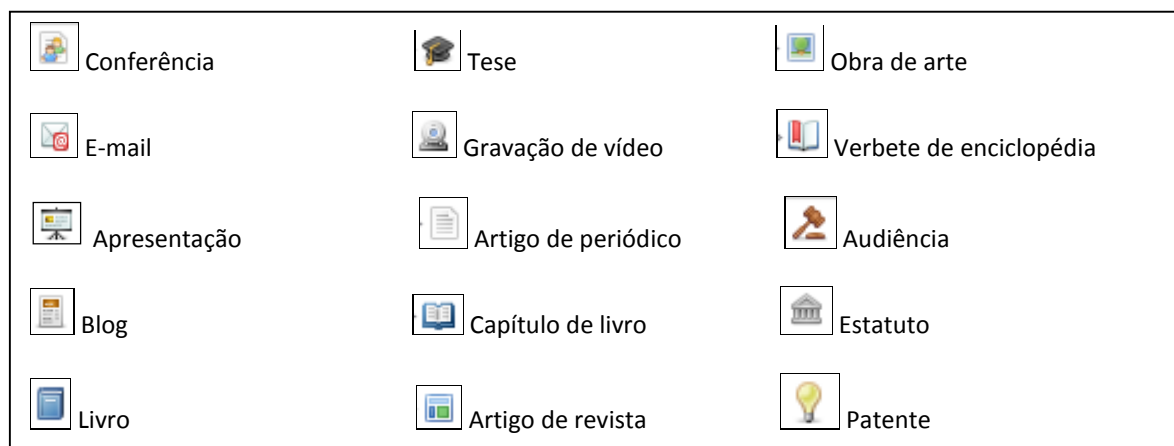 Conferência Tese Obra de arte
E-mail Gravação de vídeo Verbete de enciclopédia
Apresentação Artigo de periódico Audiência
Blog Capítulo de livro Estatuto
Livro Artigo de revista Patente